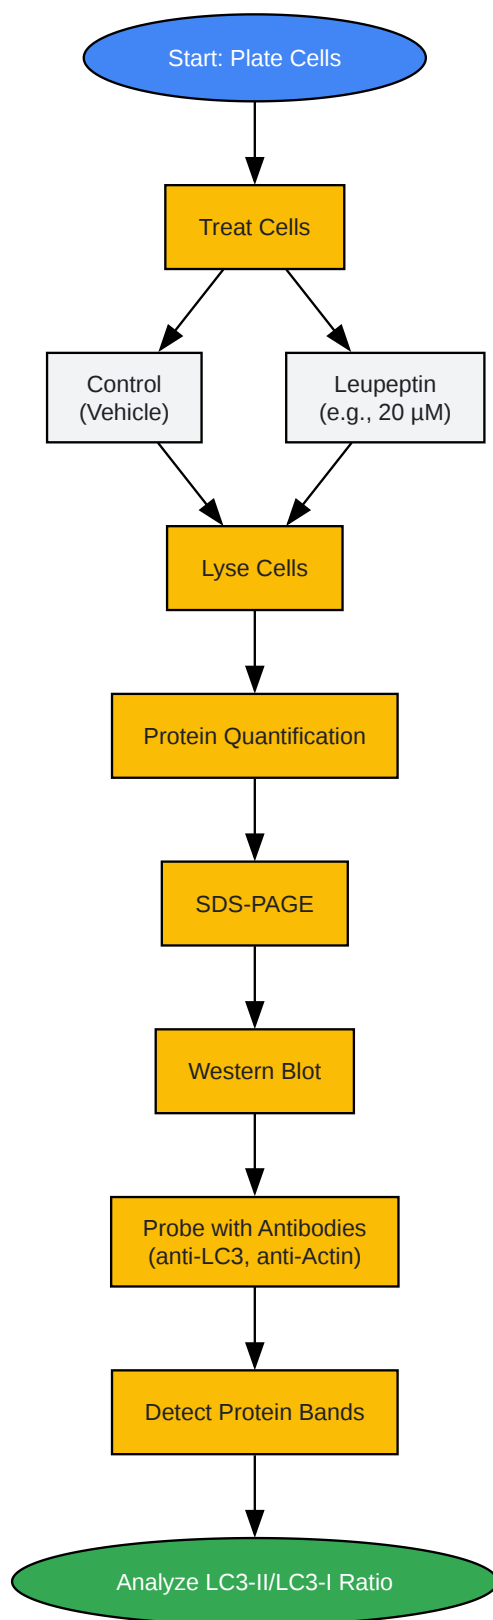 Start: Plate Cells
Treat Cells
Control
(Vehicle)
Leupeptin
(e.g., 20 µM)
Lyse Cells
Protein Quantification
SDS-PAGE
Western Blot
Probe with Antibodies
(anti-LC3, anti-Actin)
Detect Protein Bands
Analyze LC3-II/LC3-I Ratio